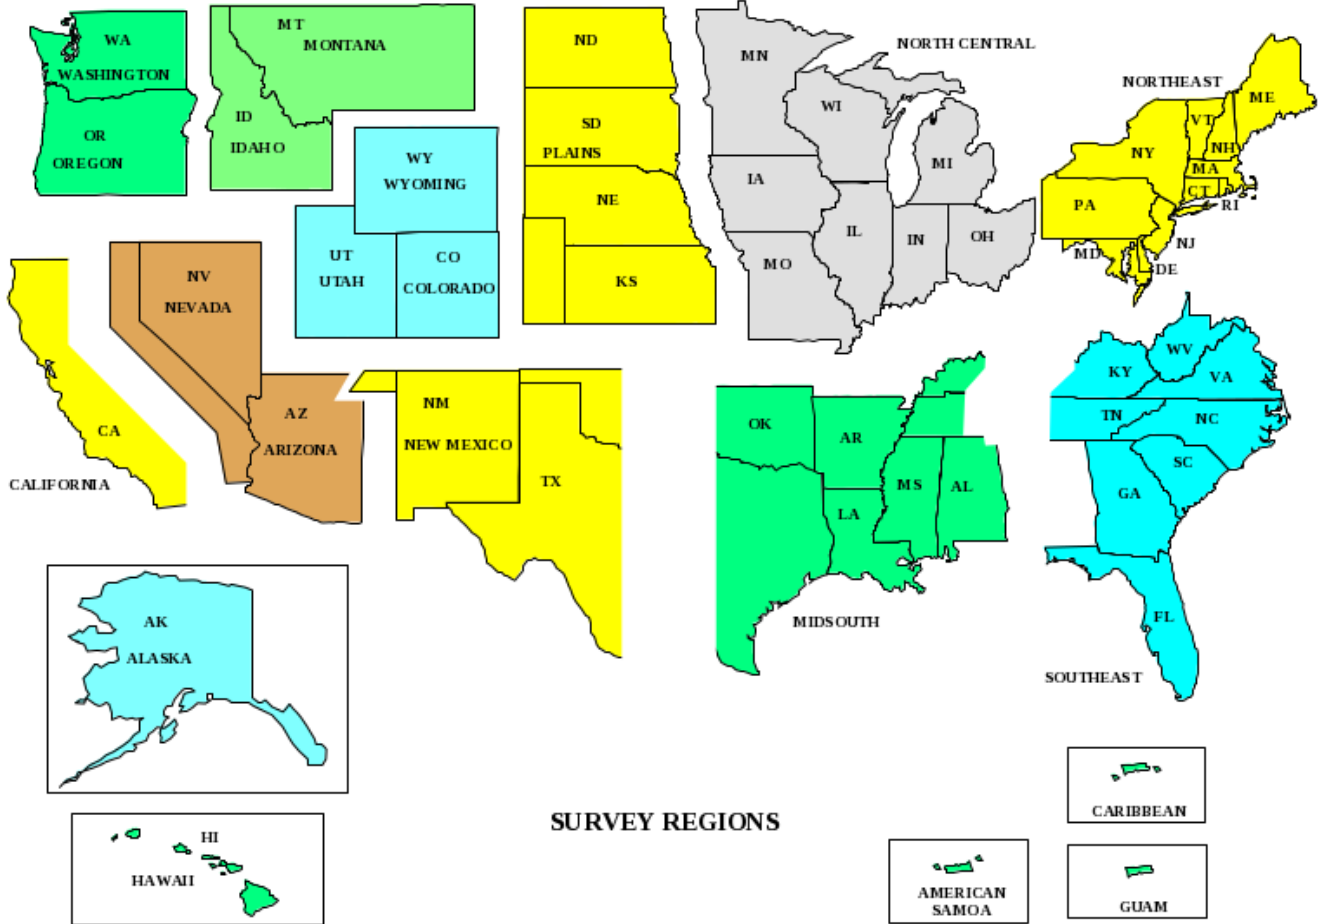 WA
WASHINGTON
OR
OREGON
MT
MONTANA
ID
IDAHO
WY
WYOMING
UT
UTAH
CO
COLORADO
NV
NEVADA
AZ
ARIZONA
CA
CALIFORNIA
NM
NEW MEXICO
TX
ND
SD
PLAINS
NE
KS
NORTH CENTRAL
MN
WI
MI
IA
IL
IN
OH
MO
NORTHEAST
ME
VT
NH
NY
MA
CT
RI
PA
NJ
MD
DE
OK
AR
MS
AL
LA
MIDSOUTH
WV
KY
VA
TN
NC
SC
GA
FL
SOUTHEAST
AK
ALASKA
HI
HAWAII
SURVEY REGIONS
CARIBBEAN
AMERICAN
SAMOA
GUAM